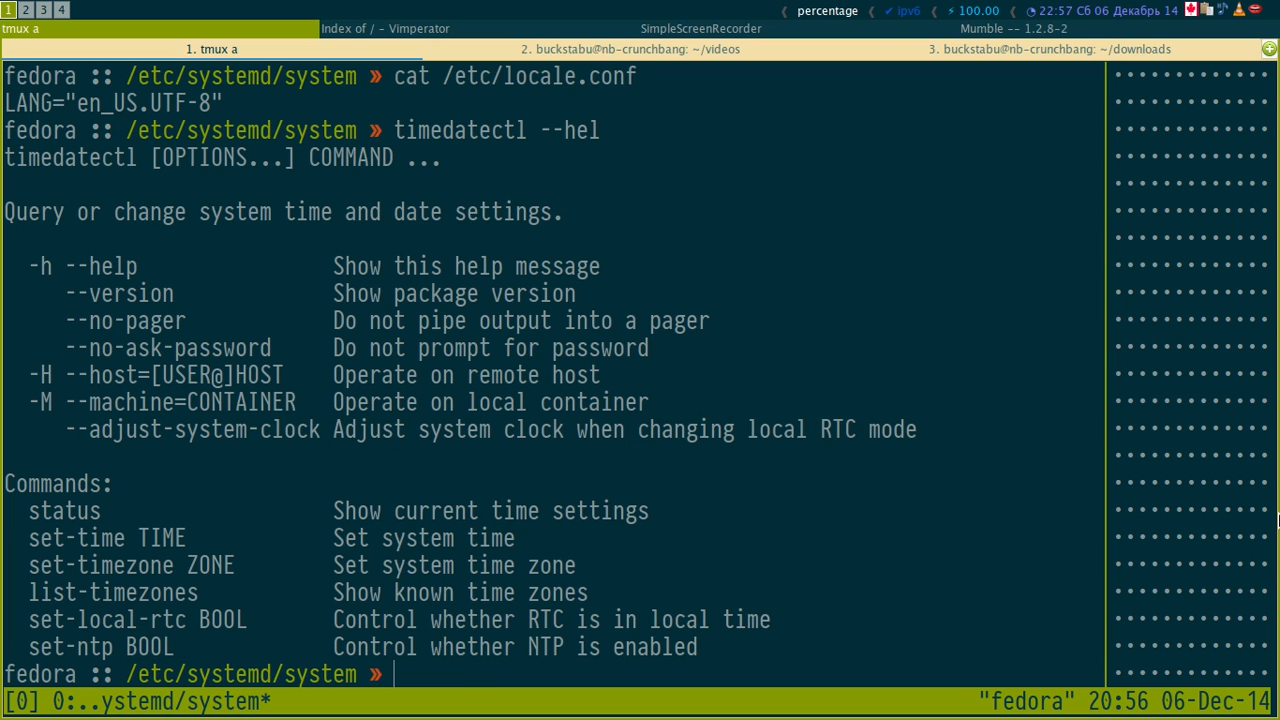 1 2 3 4 percentage ✔ ipv6 ⚡ 100.00 22:57 Сб 06 Декабрь 14
tmux a Index of / - Vimperator SimpleScreenRecorder Mumble -- 1.2.8-2
1. tmux a 2. buckstabu@nb-crunchbang: ~/videos 3. buckstabu@nb-crunchbang: ~/downloads
fedora :: /etc/systemd/system » cat /etc/locale.conf
LANG="en_US.UTF-8"
fedora :: /etc/systemd/system » timedatectl --hel
timedatectl [OPTIONS...] COMMAND ...
Query or change system time and date settings.
-h --help Show this help message
--version Show package version
--no-pager Do not pipe output into a pager
--no-ask-password Do not prompt for password
-H --host=[USER@]HOST Operate on remote host
-M --machine=CONTAINER Operate on local container
--adjust-system-clock Adjust system clock when changing local RTC mode
Commands:
status Show current time settings
set-time TIME Set system time
set-timezone ZONE Set system time zone
list-timezones Show known time zones
set-local-rtc BOOL Control whether RTC is in local time
set-ntp BOOL Control whether NTP is enabled
fedora :: /etc/systemd/system »
[0] 0:..ystemd/system* "fedora" 20:56 06-Dec-14